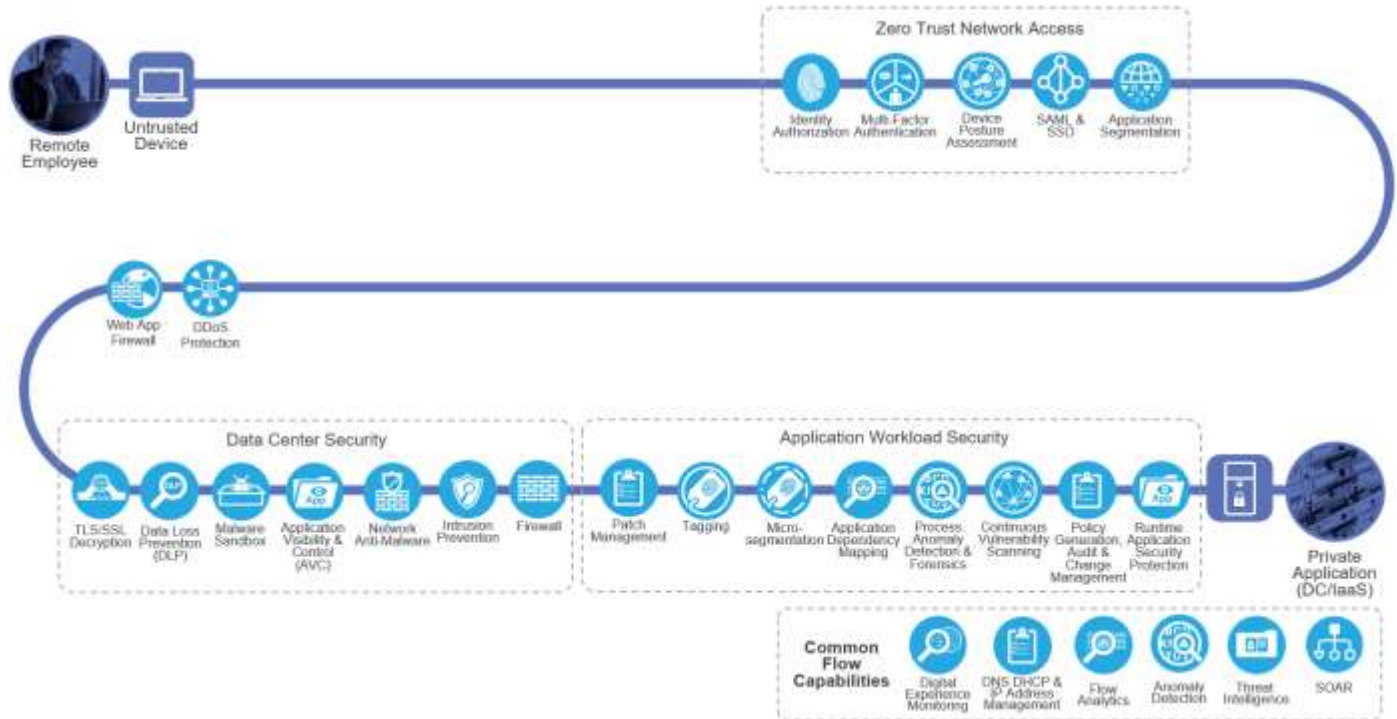 Zero Trust Network Access
Remote
Employee
Untrusted
Device
Identity
Authorization
Multi-Factor
Authentication
Device
Posture
Assessment
SAML &
SSO
Application
Segmentation
Web App
Firewall
DDoS
Protection
Data Center Security
TLS/SSL
Decryption
DLP
Data Loss
Prevention
(DLP)
Malware
Sandbox
Application
Visibility &
Control
(AVC)
Network
Anti-Malware
Intrusion
Prevention
Firewall
Application Workload Security
Patch
Management
Tagging
Micro-
segmentation
Application
Dependency
Mapping
Process
Anomaly
Detection &
Forensics
Continuous
Vulnerability
Scanning
Policy
Generation,
Audit &
Change
Management
Runtime
Application
Security
Protection
Private
Application
(DC/IaaS)
Common
Flow
Capabilities
Digital
Experience
Monitoring
DNS DHCP &
IP Address
Management
Flow
Analytics
Anomaly
Detection
Threat
Intelligence
SOAR